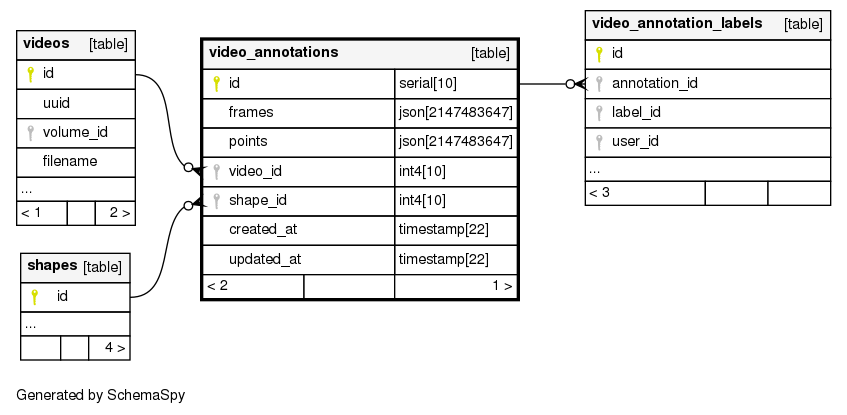 videos [table]
id
uuid
volume_id
filename
...
< 1 2 >
shapes [table]
id
...
4 >
video_annotations [table]
id serial[10]
frames json[2147483647]
points json[2147483647]
video_id int4[10]
shape_id int4[10]
created_at timestamp[22]
updated_at timestamp[22]
< 2 1 >
video_annotation_labels [table]
id
annotation_id
label_id
user_id
...
< 3
Generated by SchemaSpy